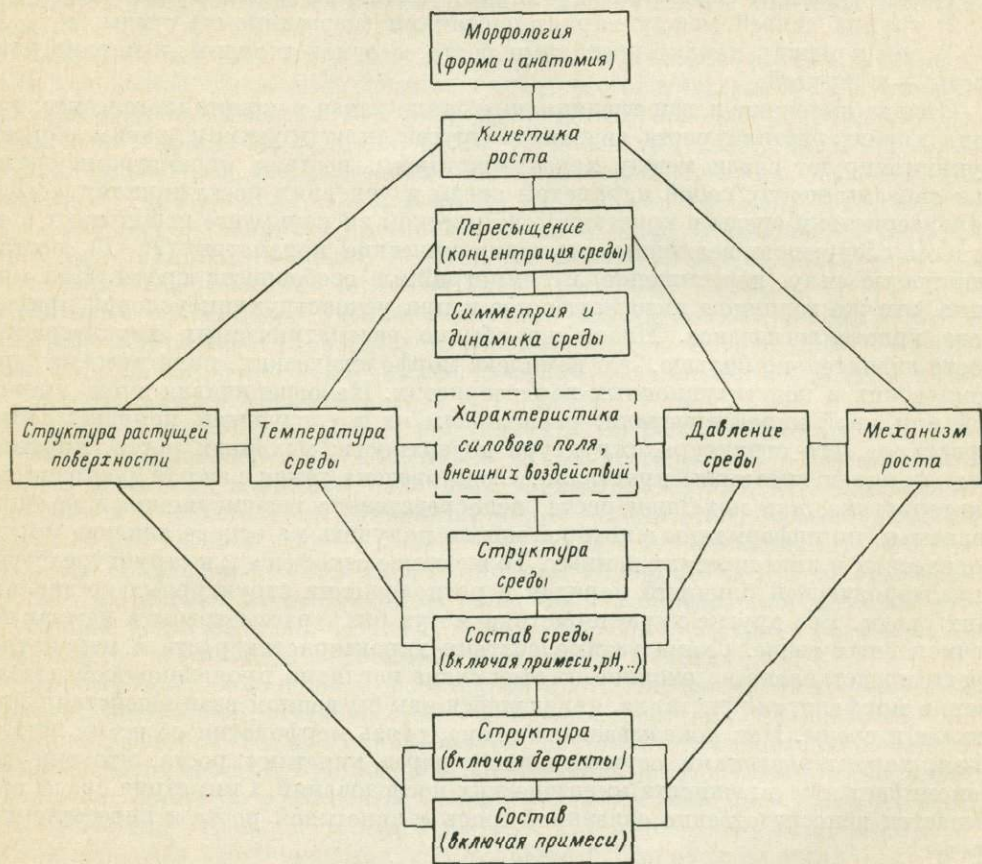 Морфология
(форма и анатомия)
Кинетика
роста
Пересыщение
(концентрация среды)
Симметрия и
динамика среды
Структура растущей
поверхности
Температура
среды
Характеристика
силового поля,
внешних воздействий
Давление
среды
Механизм
роста
Структура
среды
Состав среды
(включая примеси, рН,..)
Структура
(включая дефекты)
Состав
(включая примеси)